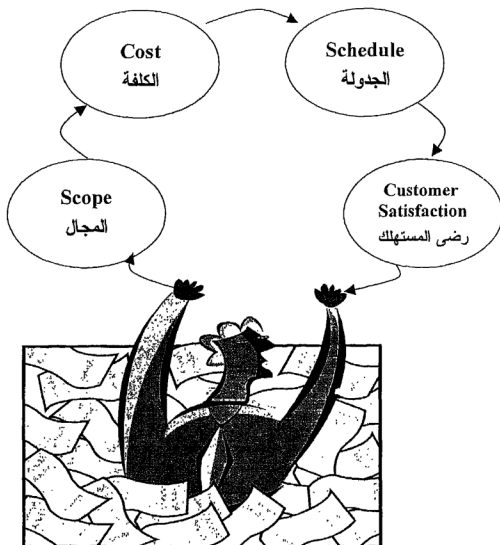 Cost
الكلفة
Schedule
الجدولة
Scope
المجال
Customer
Satisfaction
رضى المستهلك